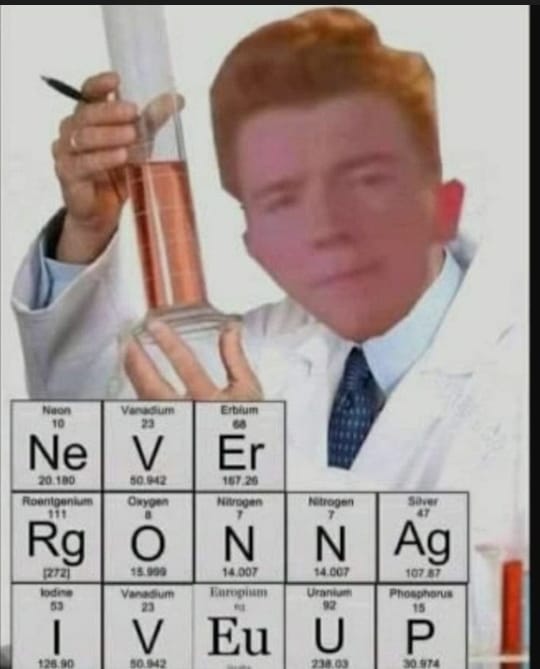 Neon Vanadium Erbium
10 23 68
Ne V Er
20.180 50.942 167.26
Roentgenium Oxygen Nitrogen Nitrogen Silver
111 8 7 7 47
Rg O N N Ag
[272] 15.999 14.007 14.007 107.87
Iodine Vanadium Europium Uranium Phosphorus
53 23 92 15
I V Eu U P
126.90 50.942 238.03 30.974